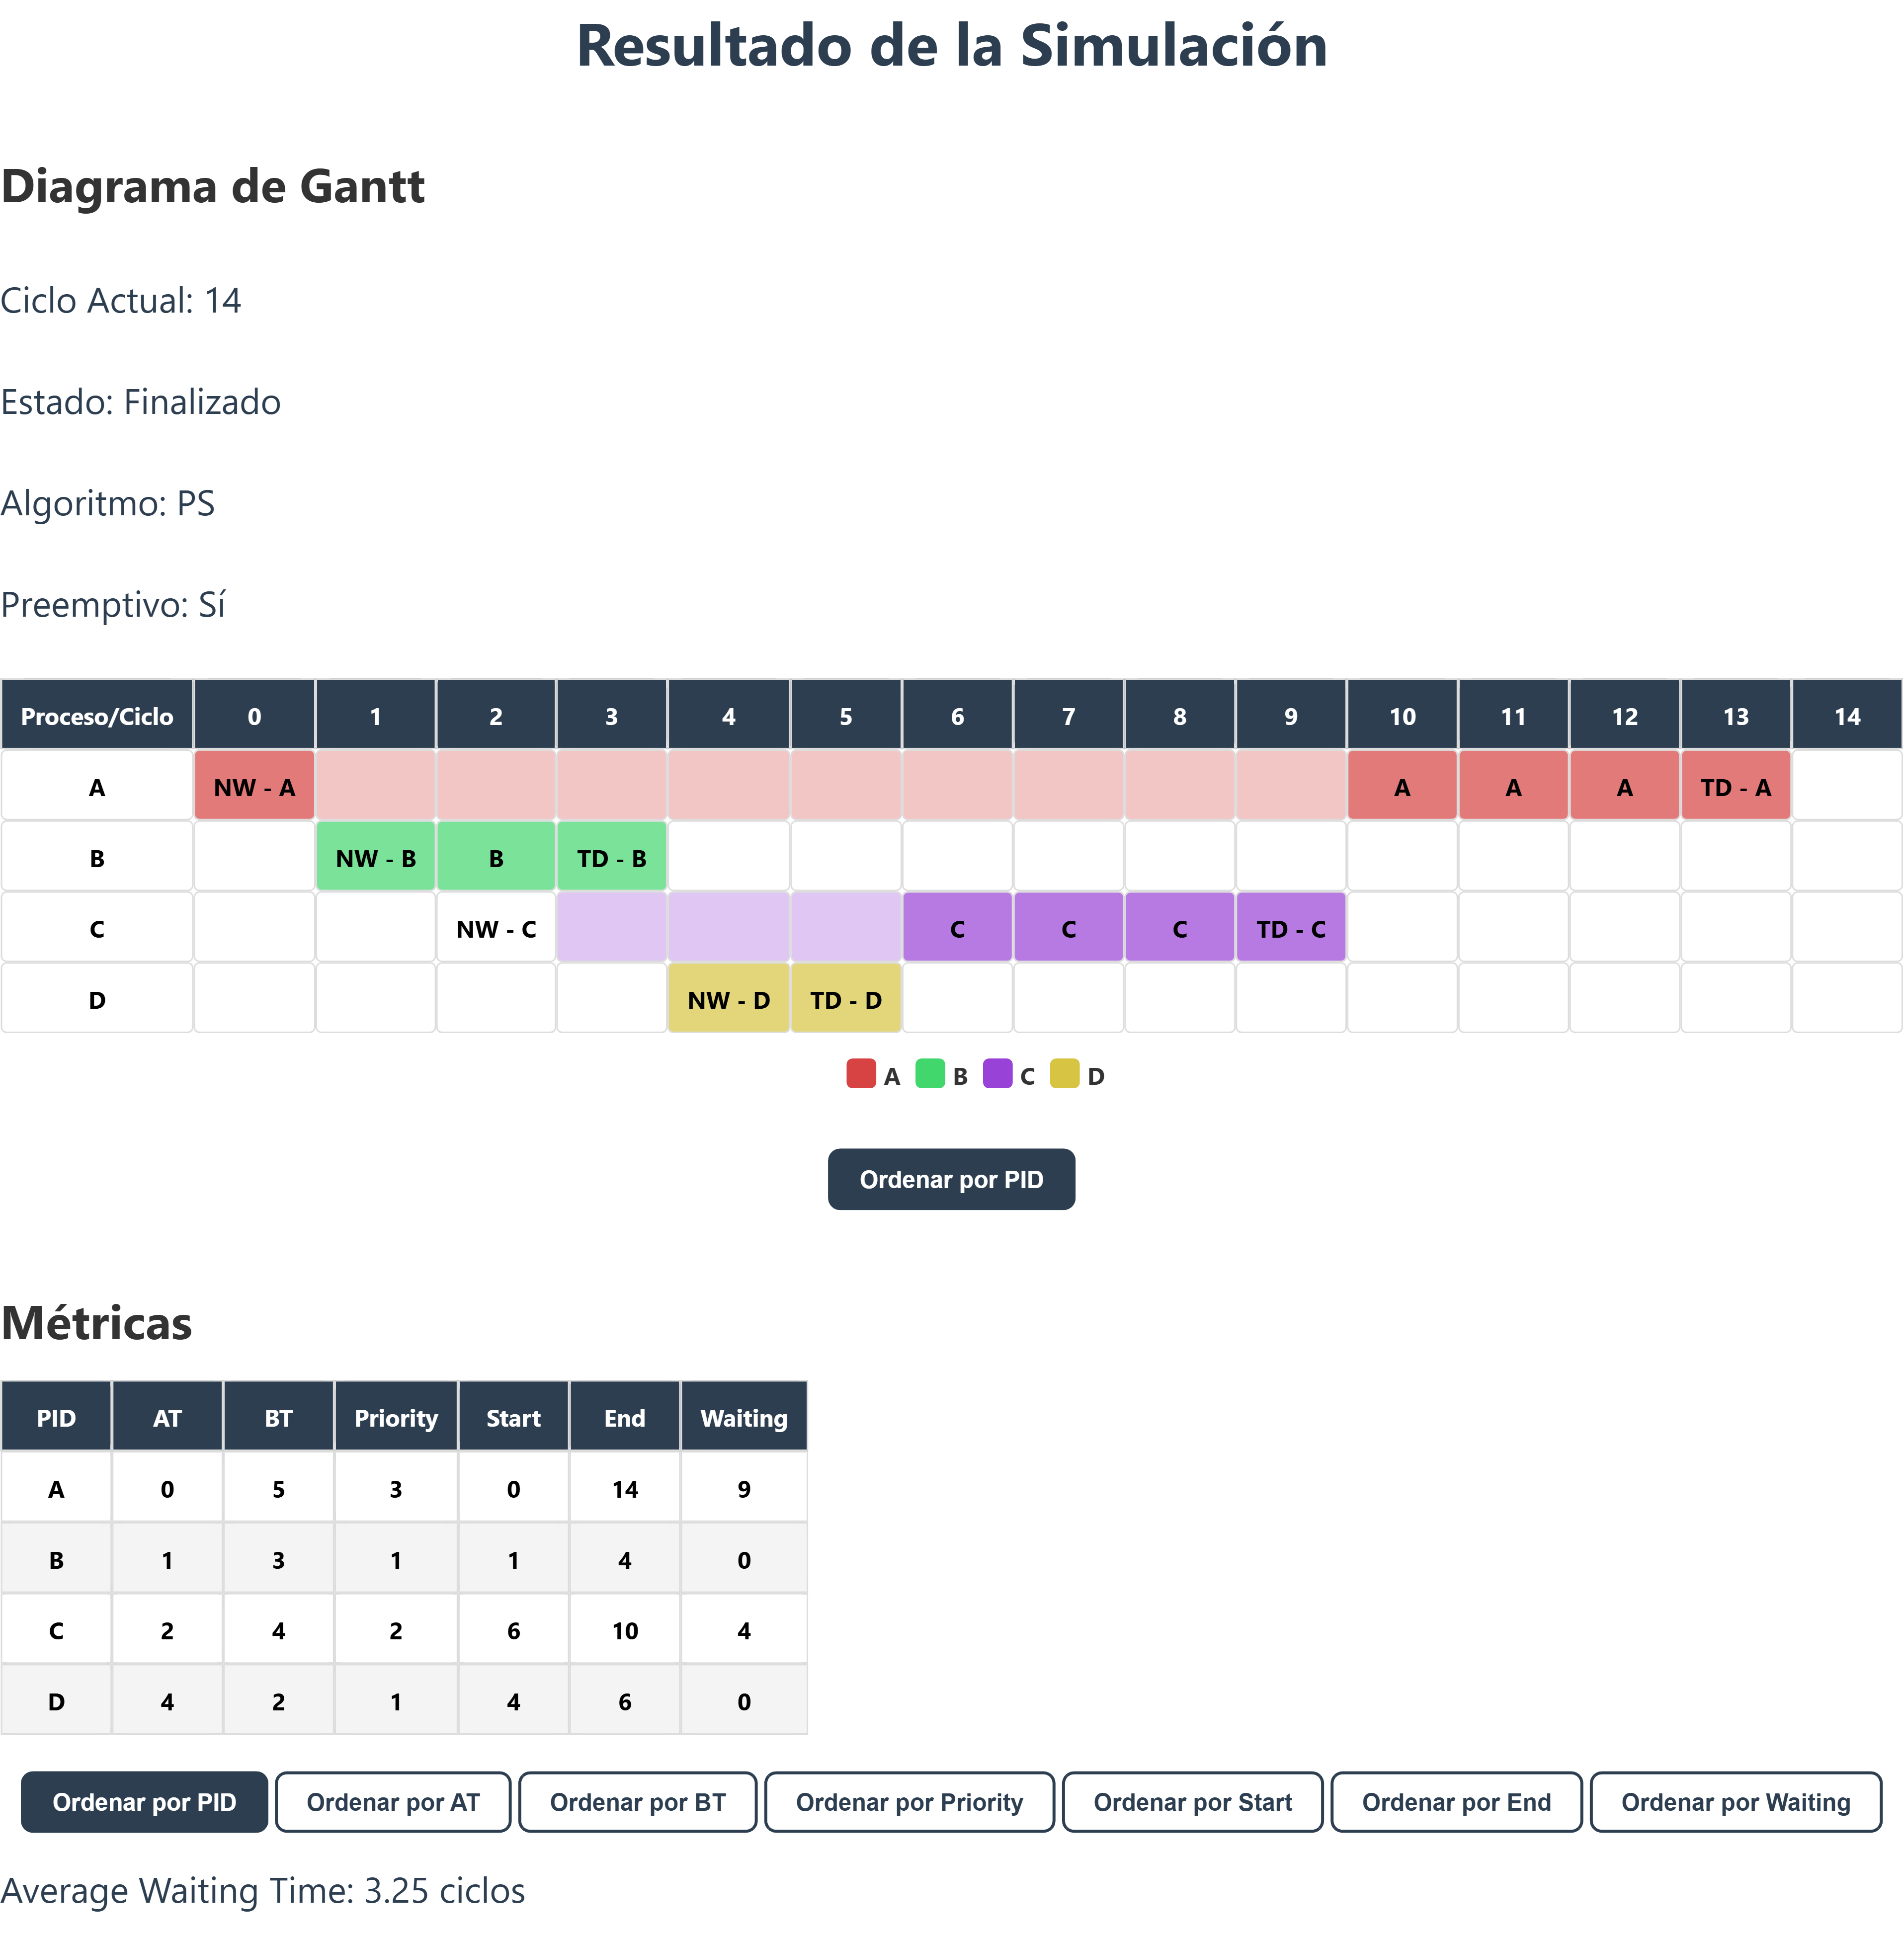 Resultado de la Simulación
Diagrama de Gantt
Ciclo Actual: 14
Estado: Finalizado
Algoritmo: PS
Preemptivo: Sí
Proceso/Ciclo 0 1 2 3 4 5 6 7 8 9 10 11 12 13 14
A NW - A A A A TD - A
B NW - B B TD - B
C NW - C C C C TD - C
D NW - D TD - D
A B C D
Ordenar por PID
Métricas
PID AT BT Priority Start End Waiting
A 0 5 3 0 14 9
B 1 3 1 1 4 0
C 2 4 2 6 10 4
D 4 2 1 4 6 0
Ordenar por PID Ordenar por AT Ordenar por BT Ordenar por Priority Ordenar por Start Ordenar por End Ordenar por Waiting
Average Waiting Time: 3.25 ciclos